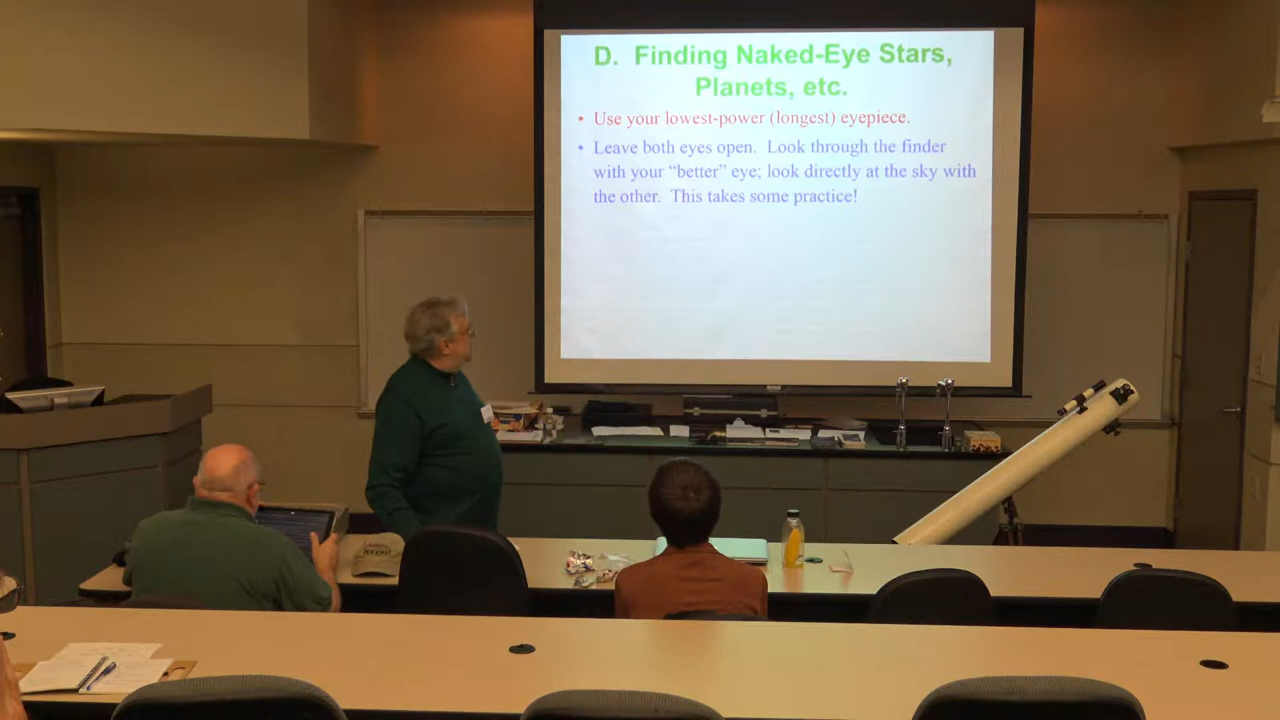 D.  Finding Naked-Eye Stars,
Planets, etc.
• Use your lowest-power (longest) eyepiece.
• Leave both eyes open.  Look through the finder
with your “better” eye; look directly at the sky with
the other.  This takes some practice!